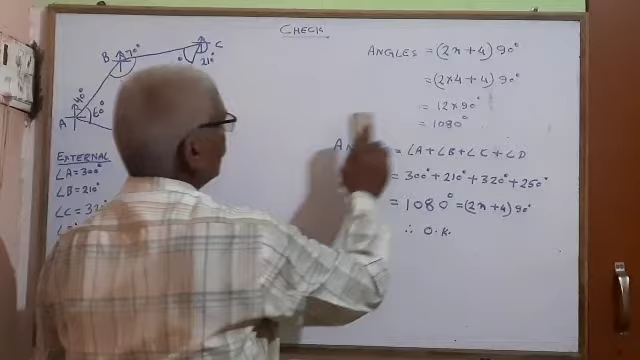 CHECK
B 70°
C
210°
40°
A 60°
EXTERNAL
∠A = 300°
∠B = 210°
∠C = 32
ANGLES = (2n+4) 90°
= (2×4+4) 90°
= 12×90°
= 1080°
= ∠A + ∠B + ∠C + ∠D
= 300° + 210° + 320° + 250°
= 1080° = (2n+4) 90°
∴ O.K.